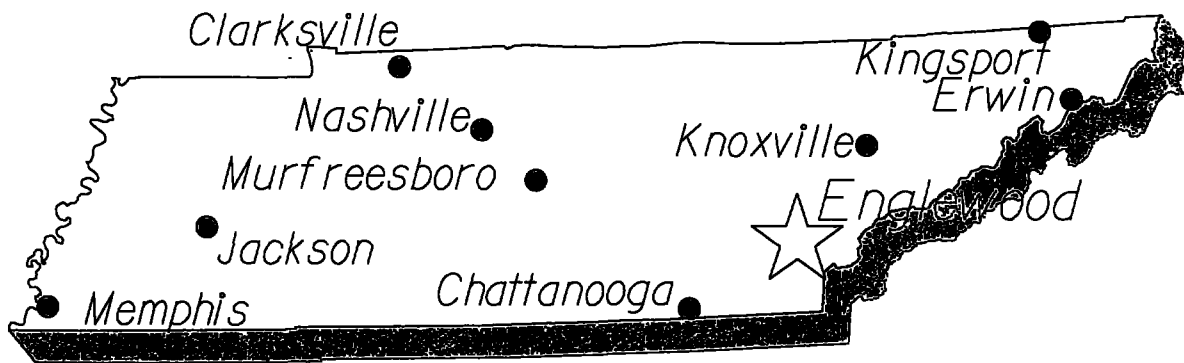 Clarksville
Kingsport
Erwin
Nashville
Knoxville
Murfreesboro
Englewood
Jackson
Chattanooga
Memphis